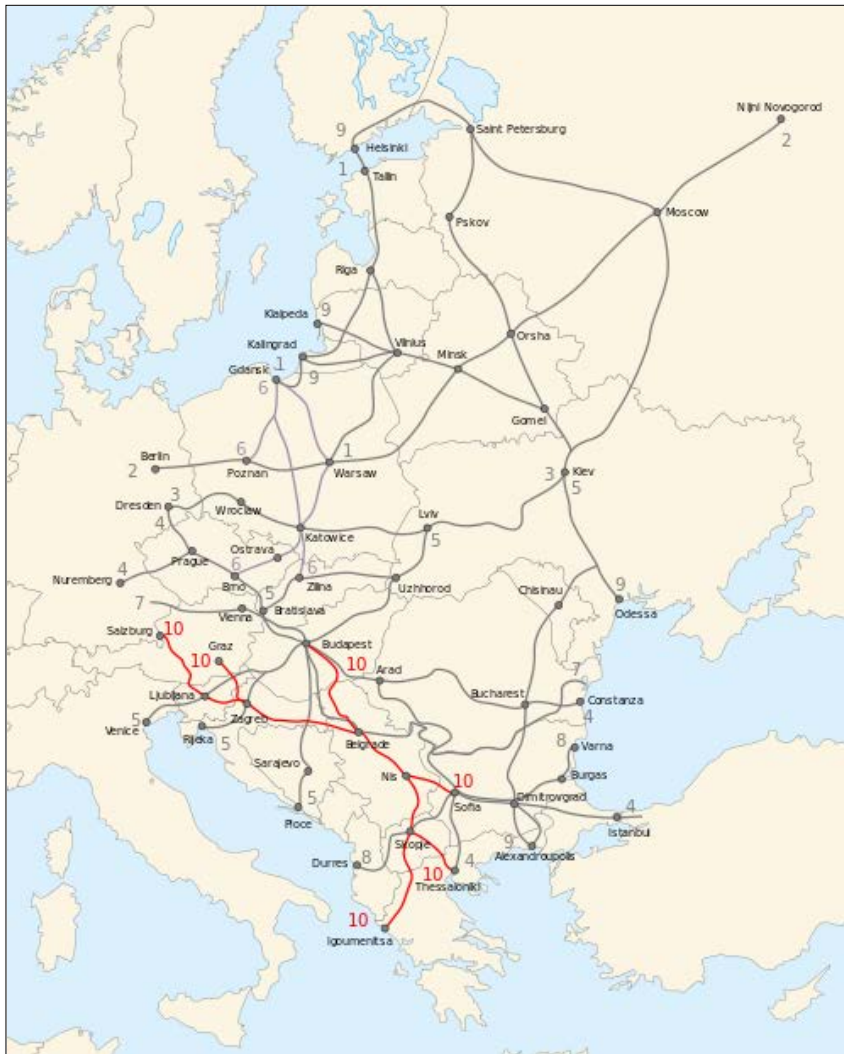 Nijni Novogorod
2
Saint Petersburg
9
Helsinki
1
Tallin
Moscow
Pskov
Riga
Klaipeda
9
Orsha
Kalingrad
Vilnius
Minsk
Gdansk
1
6
9
Gomel
Berlin
2
6
Poznan
1
Warsaw
3
Kiev
5
Dresden
3
4
Wroclaw
Lviv
5
Katowice
Ostrava
Prague
Nuremberg
4
6
Brno
6
Zilina
Uzhhorod
Chisinau
9
Odessa
7
Vienna
5
Bratislava
Salzburg
10
Graz
10
Budapest
10
Arad
7
Ljubljana
Bucharest
Constanza
4
Zagreb
Venice
5
Rijeka
5
Belgrade
8
Varna
Sarajevo
Nis
10
Burgas
Sofia
Dimitrovgrad
Ploce
5
4
Istanbul
Skopje
9
Alexandroupolis
Durres
8
10
4
Thessaloniki
10
Igoumenitsa